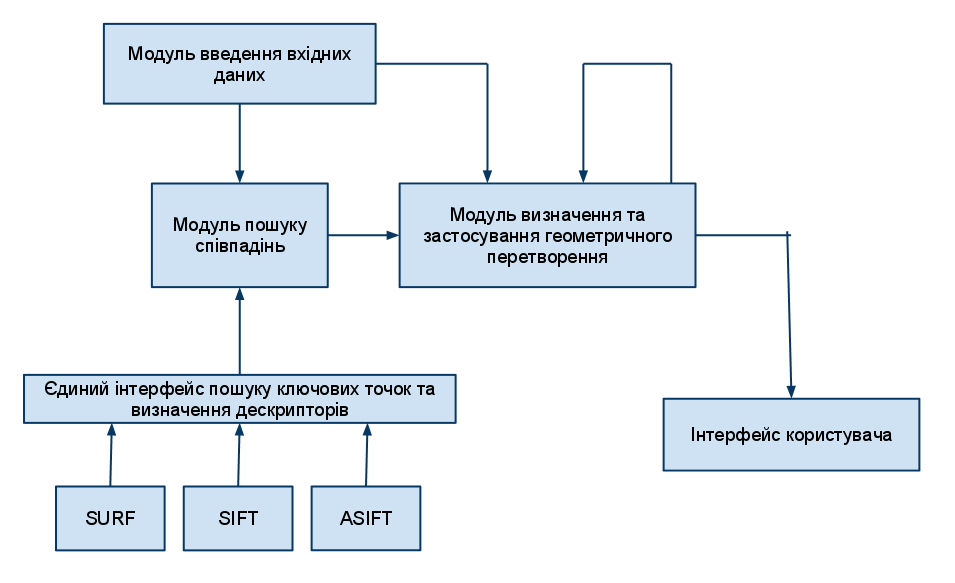 Модуль введення вхідних
даних
Модуль пошуку
співпадінь
Модуль визначення та
застосування геометричного
перетворення
Єдиний інтерфейс пошуку ключових точок та
визначення дескрипторів
Інтерфейс користувача
SURF
SIFT
ASIFT